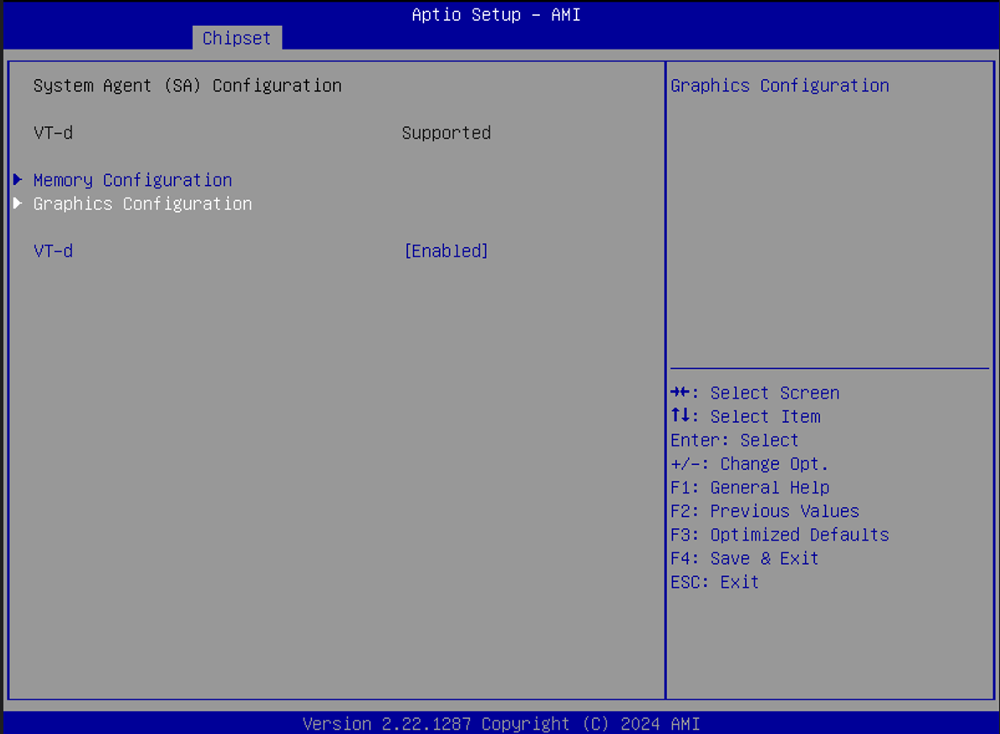 Aptio Setup – AMI
Chipset
System Agent (SA) Configuration
VT-d Supported
Memory Configuration
Graphics Configuration
VT-d [Enabled]
Graphics Configuration
→←: Select Screen
↑↓: Select Item
Enter: Select
+/-: Change Opt.
F1: General Help
F2: Previous Values
F3: Optimized Defaults
F4: Save & Exit
ESC: Exit
Version 2.22.1287 Copyright (C) 2024 AMI